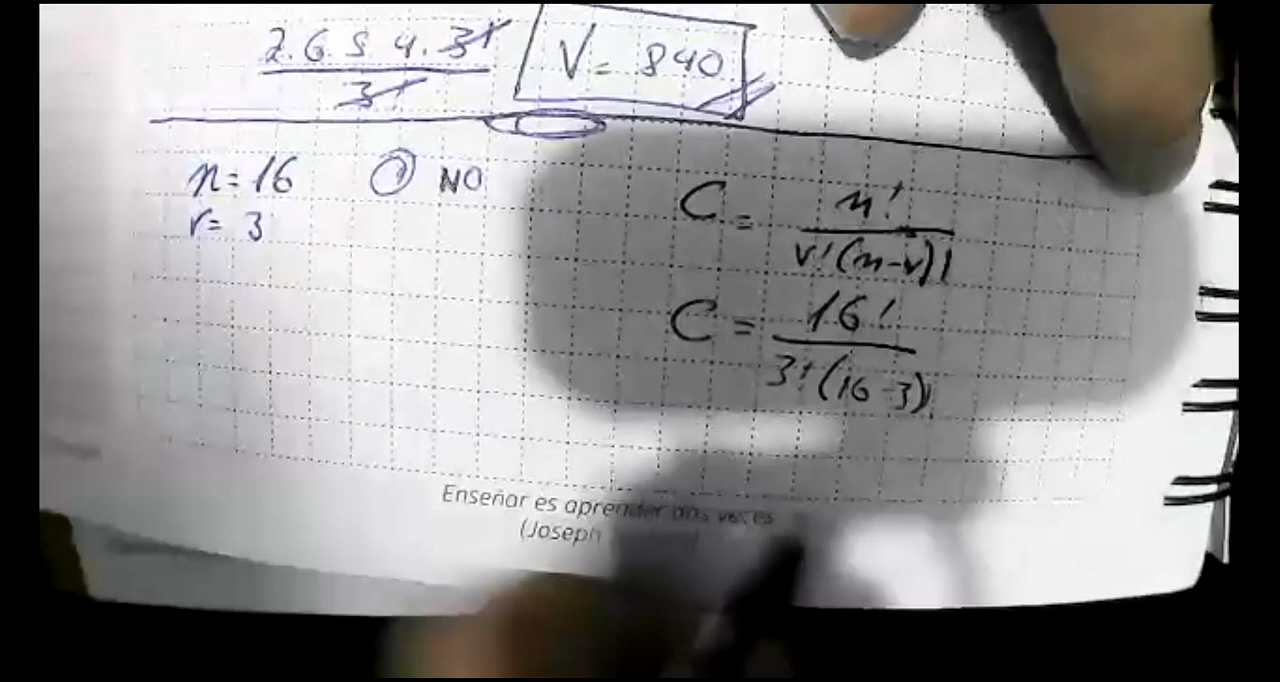 2.6.5 4.3!
3!
V= 840
n=16 ① NO
r= 3
C = n!
r!(n-r)!
C = 16!
3!(16-3)!
Enseñar es aprender dos veces
(Joseph